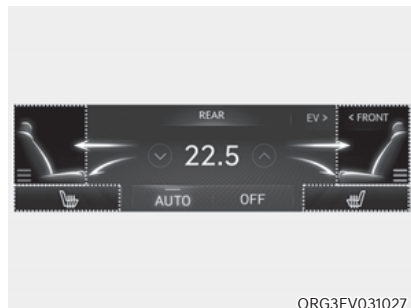 REAR
EV > < FRONT
22.5
AUTO OFF
ORG3EV031027